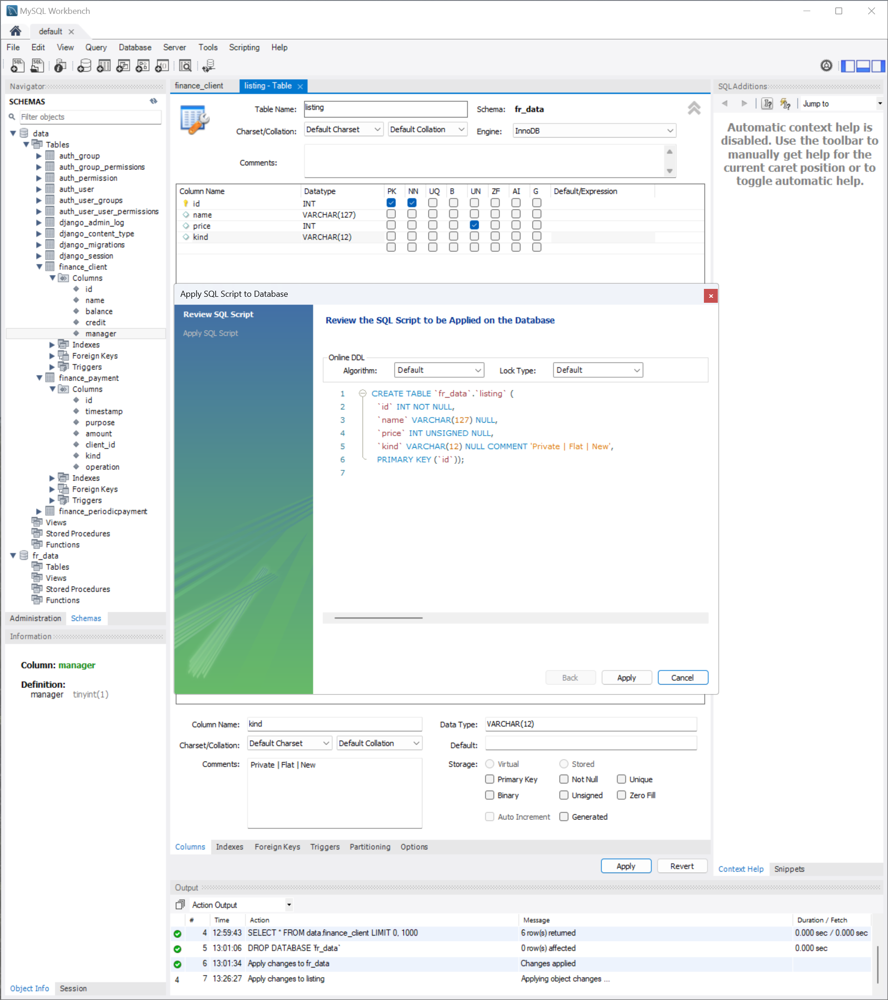 MySQL Workbench
default
File Edit View Query Database Server Tools Scripting Help
Navigator
SCHEMAS
Filter objects
data
Tables
auth_group
auth_group_permissions
auth_permission
auth_user
auth_user_groups
auth_user_user_permissions
django_admin_log
django_content_type
django_migrations
django_session
finance_client
Columns
id
name
balance
credit
manager
Indexes
Foreign Keys
Triggers
finance_payment
Columns
id
timestamp
purpose
amount
client_id
kind
operation
Indexes
Foreign Keys
Triggers
finance_periodicpayment
Views
Stored Procedures
Functions
fr_data
Tables
Views
Stored Procedures
Functions
Administration Schemas
Information
Column: manager
Definition:
manager tinyint(1)
Object Info Session
finance_client listing - Table
Table Name: listing Schema: fr_data
Charset/Collation: Default Charset Default Collation Engine: InnoDB
Comments:
Column Name Datatype PK NN UQ B UN ZF AI G Default/Expression
id INT
name VARCHAR(127)
price INT
kind VARCHAR(12)
Apply SQL Script to Database
Review SQL Script
Apply SQL Script
Review the SQL Script to be Applied on the Database
Online DDL
Algorithm: Default Lock Type: Default
1 CREATE TABLE `fr_data`.`listing` (
2 `id` INT NOT NULL,
3 `name` VARCHAR(127) NULL,
4 `price` INT UNSIGNED NULL,
5 `kind` VARCHAR(12) NULL COMMENT 'Private | Flat | New',
6 PRIMARY KEY (`id`));
7
Back Apply Cancel
Column Name: kind Data Type: VARCHAR(12)
Charset/Collation: Default Charset Default Collation Default:
Comments: Private | Flat | New Storage: Virtual Stored
Primary Key Not Null Unique
Binary Unsigned Zero Fill
Auto Increment Generated
Columns Indexes Foreign Keys Triggers Partitioning Options
Apply Revert
SQLAdditions
Jump to
Automatic context help is
disabled. Use the toolbar to
manually get help for the
current caret position or to
toggle automatic help.
Context Help Snippets
Output
Action Output
# Time Action Message Duration / Fetch
4 12:59:43 SELECT * FROM data.finance_client LIMIT 0, 1000 6 row(s) returned 0.000 sec / 0.000 sec
5 13:01:06 DROP DATABASE `fr_data` 0 row(s) affected 0.000 sec
6 13:01:34 Apply changes to fr_data Changes applied
4 7 13:26:27 Apply changes to listing Applying object changes ...